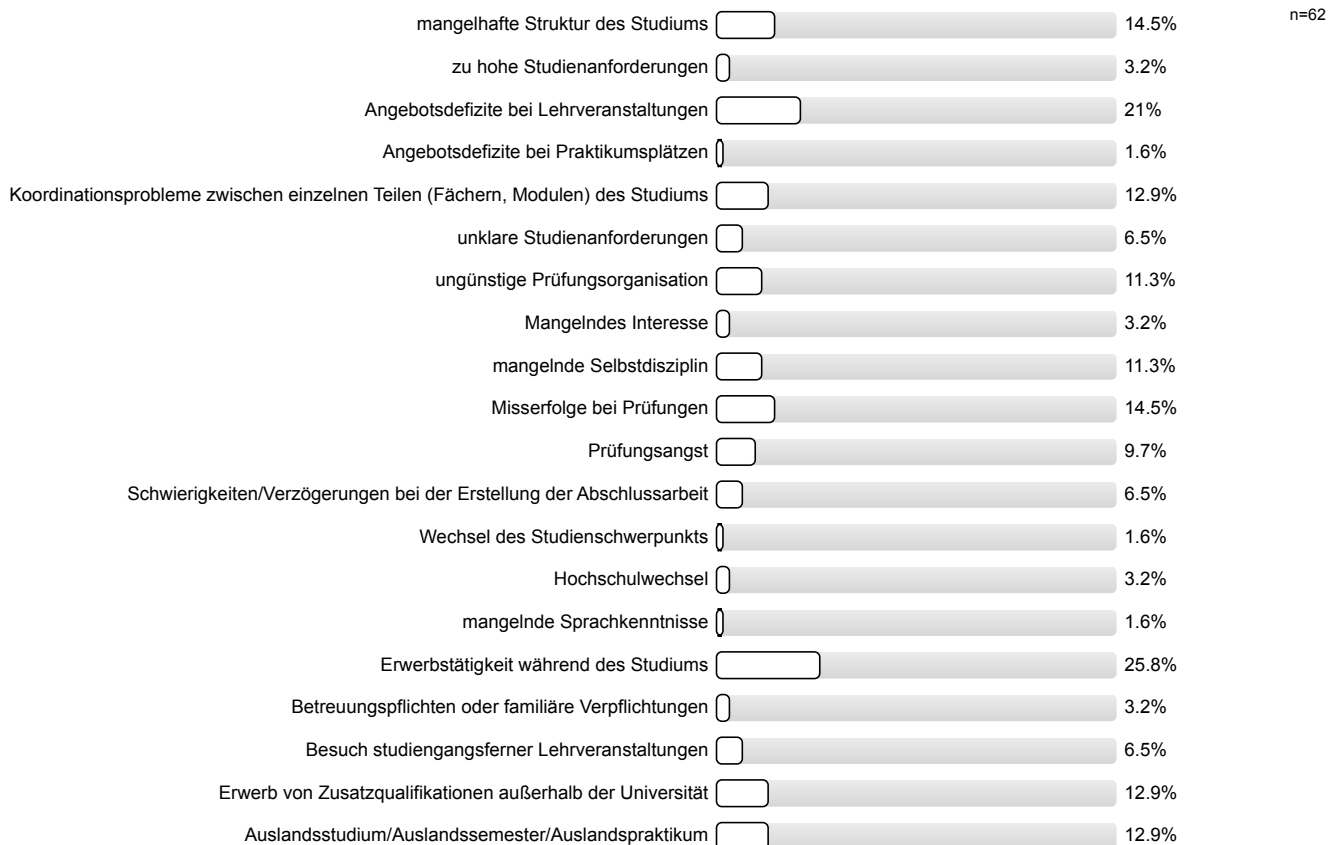 n=62
mangelhafte Struktur des Studiums 14.5%
zu hohe Studienanforderungen 3.2%
Angebotsdefizite bei Lehrveranstaltungen 21%
Angebotsdefizite bei Praktikumsplätzen 1.6%
Koordinationsprobleme zwischen einzelnen Teilen (Fächern, Modulen) des Studiums 12.9%
unklare Studienanforderungen 6.5%
ungünstige Prüfungsorganisation 11.3%
Mangelndes Interesse 3.2%
mangelnde Selbstdisziplin 11.3%
Misserfolge bei Prüfungen 14.5%
Prüfungsangst 9.7%
Schwierigkeiten/Verzögerungen bei der Erstellung der Abschlussarbeit 6.5%
Wechsel des Studienschwerpunkts 1.6%
Hochschulwechsel 3.2%
mangelnde Sprachkenntnisse 1.6%
Erwerbstätigkeit während des Studiums 25.8%
Betreuungspflichten oder familiäre Verpflichtungen 3.2%
Besuch studiengangsferner Lehrveranstaltungen 6.5%
Erwerb von Zusatzqualifikationen außerhalb der Universität 12.9%
Auslandsstudium/Auslandssemester/Auslandspraktikum 12.9%